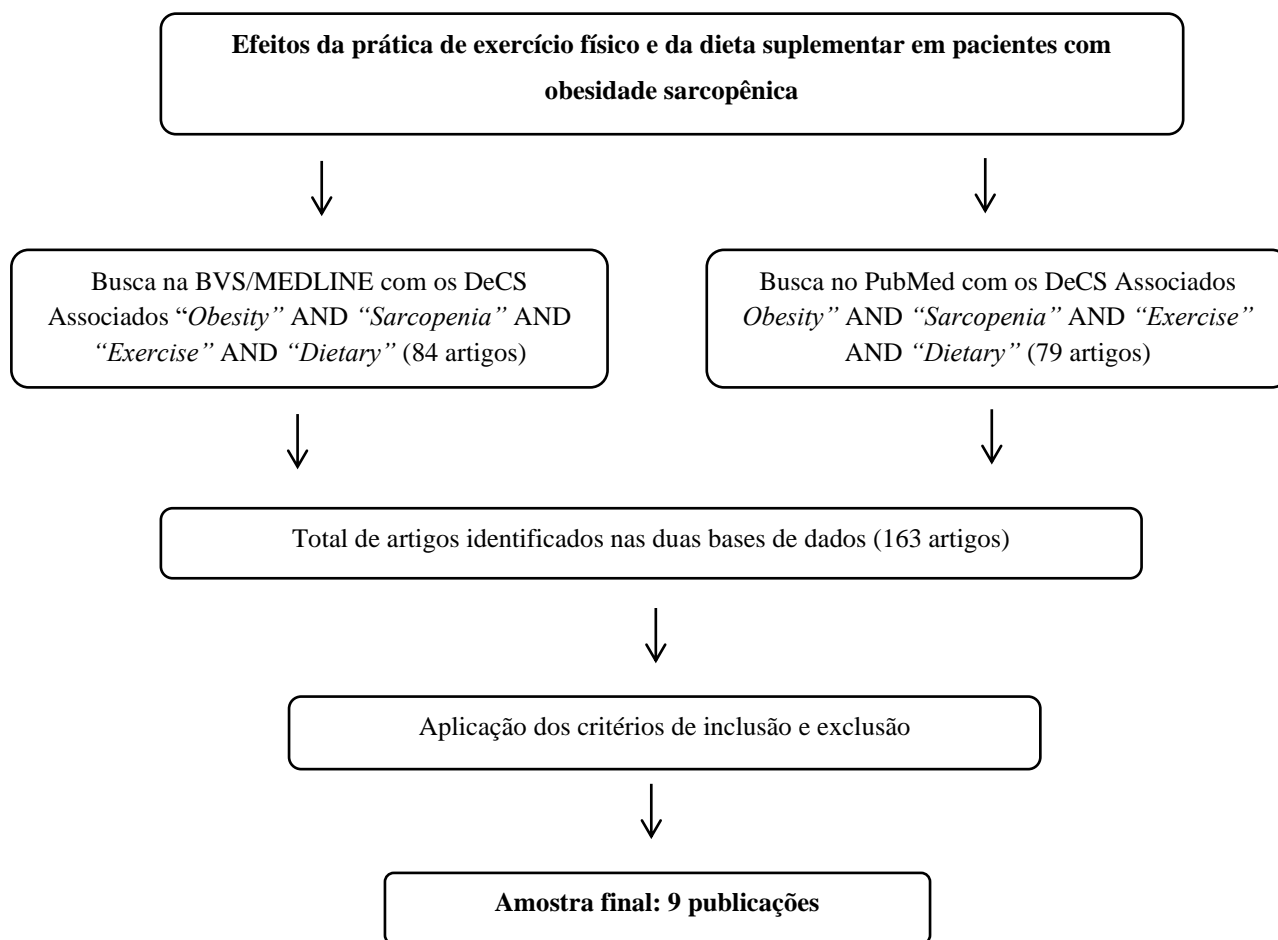 Efeitos da prática de exercício físico e da dieta suplementar em pacientes com
obesidade sarcopênica
Busca na BVS/MEDLINE com os DeCS
Associados “Obesity” AND “Sarcopenia” AND
“Exercise” AND “Dietary” (84 artigos)
Busca no PubMed com os DeCS Associados
Obesity” AND “Sarcopenia” AND “Exercise”
AND “Dietary” (79 artigos)
Total de artigos identificados nas duas bases de dados (163 artigos)
Aplicação dos critérios de inclusão e exclusão
Amostra final: 9 publicações